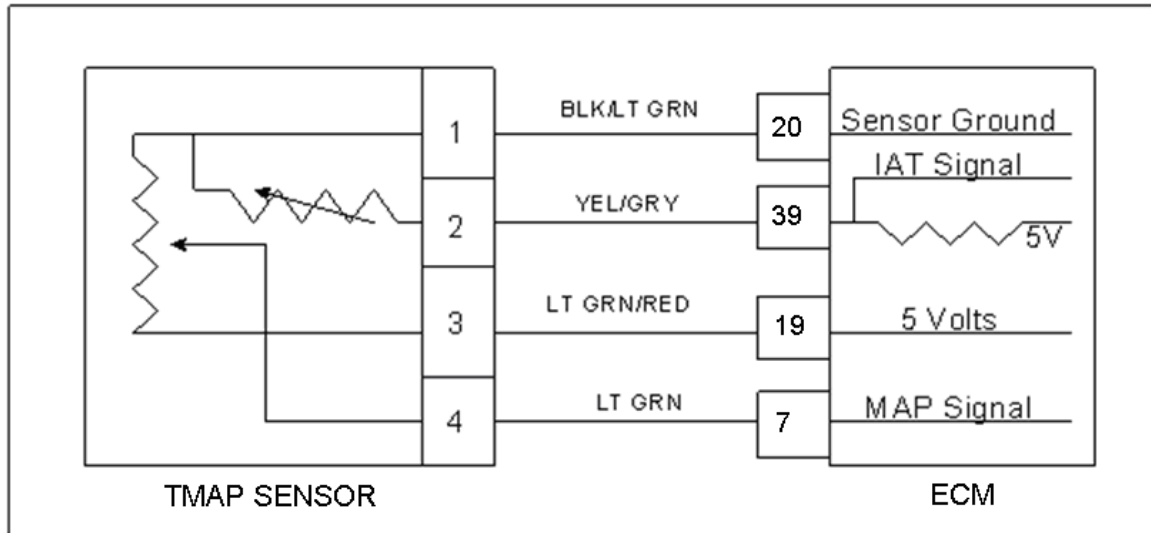 1 BLK/LT GRN 20 Sensor Ground
IAT Signal
2 YEL/GRY 39
5V
3 LT GRN/RED 19 5 Volts
4 LT GRN 7 MAP Signal
TMAP SENSOR ECM